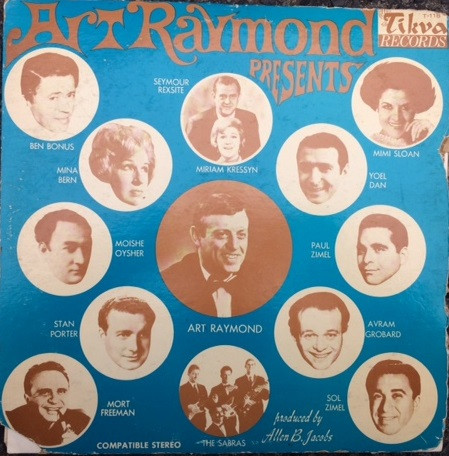 Art Raymond
PRESENTS
T-118
Tikva
RECORDS
SEYMOUR
REXSITE
BEN BONUS
MIRIAM KRESSYN
MIMI SLOAN
MINA
BERN
YOEL
DAN
MOISHE
OYSHER
PAUL
ZIMEL
STAN
PORTER
ART RAYMOND
AVRAM
GROBARD
MORT
FREEMAN
SOL
ZIMEL
COMPATIBLE STEREO
THE SABRAS
produced by
Allen B. Jacobs